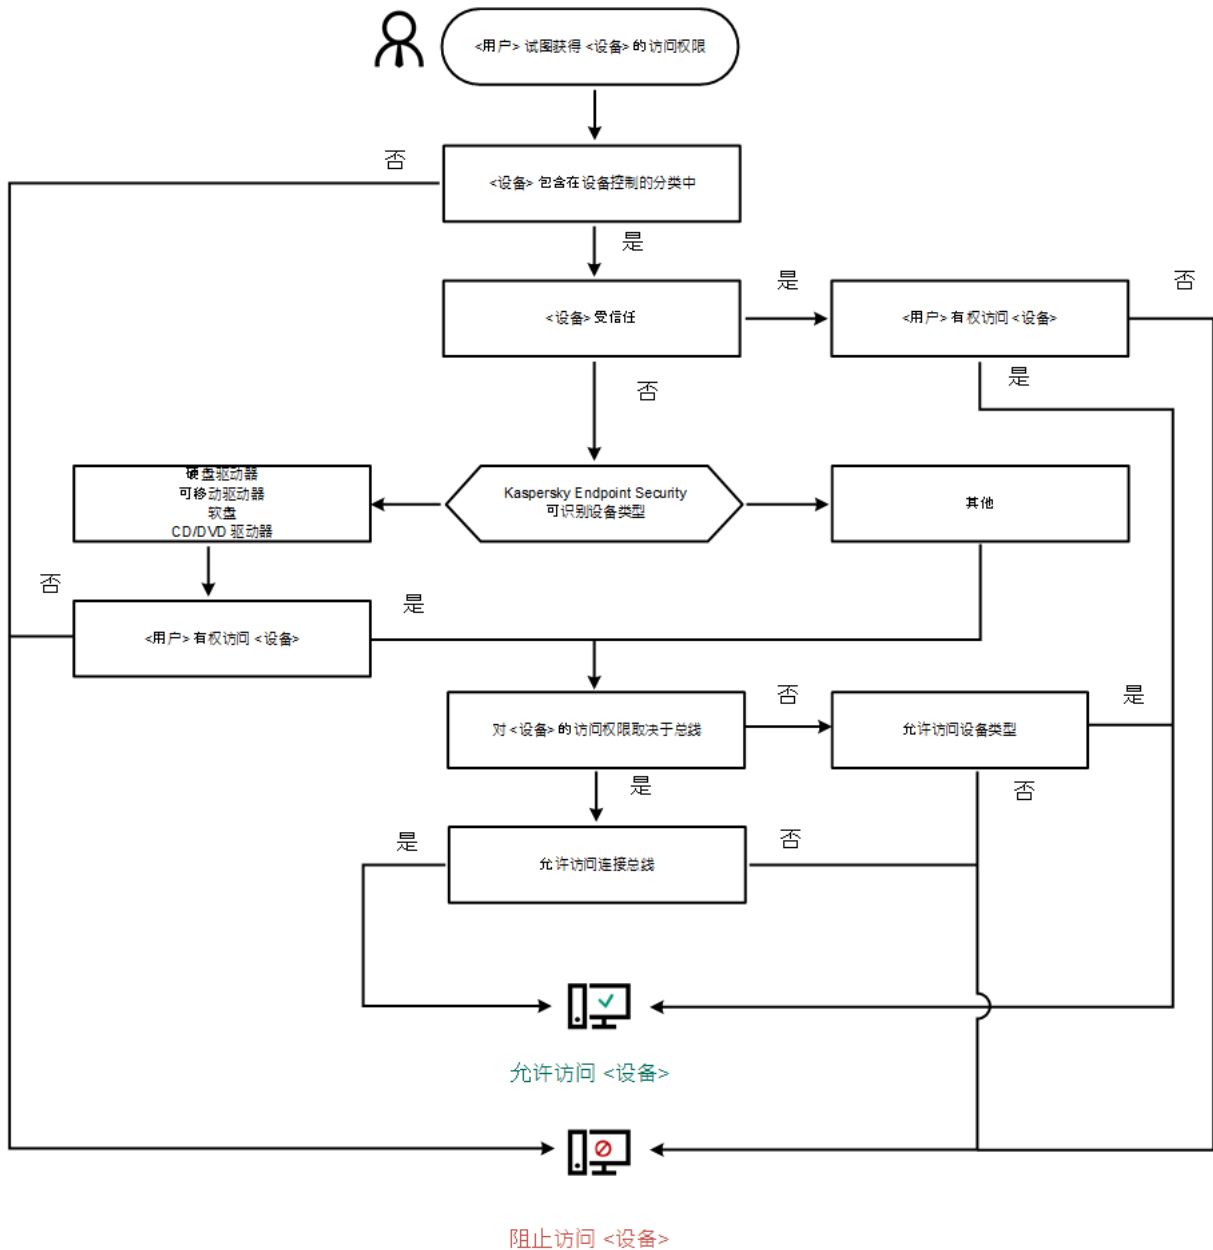 <用户> 试图获得 <设备> 的访问权限
否
<设备> 包含在设备控制的分类中
是
是
否
<设备> 受信任
<用户> 有权访问 <设备>
是
否
硬盘驱动器
可移动驱动器
软盘
CD/DVD 驱动器
Kaspersky Endpoint Security
可识别设备类型
其他
否
是
<用户> 有权访问 <设备>
否
是
对 <设备> 的访问权限取决于总线
允许访问设备类型
是
否
是
否
允许访问连接总线
允许访问 <设备>
阻止访问 <设备>